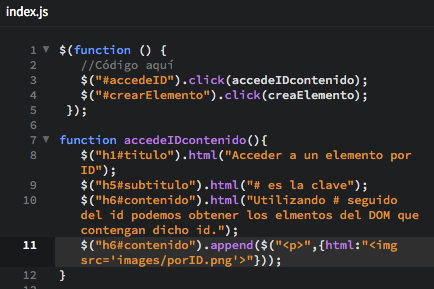 index.js
1 $(function () {
2 //Código aquí
3 $("#accedeID").click(accedeIDcontenido);
4 $("#crearElemento").click(creaElemento);
5 });
6
7 function accedeIDcontenido(){
8 $("h1#titulo").html("Acceder a un elemento por
ID");
9 $("h5#subtitulo").html("# es la clave");
10 $("h6#contenido").html("Utilizando # seguido
del id podemos obtener los elmentos del DOM que
contengan dicho id.");
11 $("h6#contenido").append($("<p>",{html:"<img
src='images/porID.png'>"}));
12 }